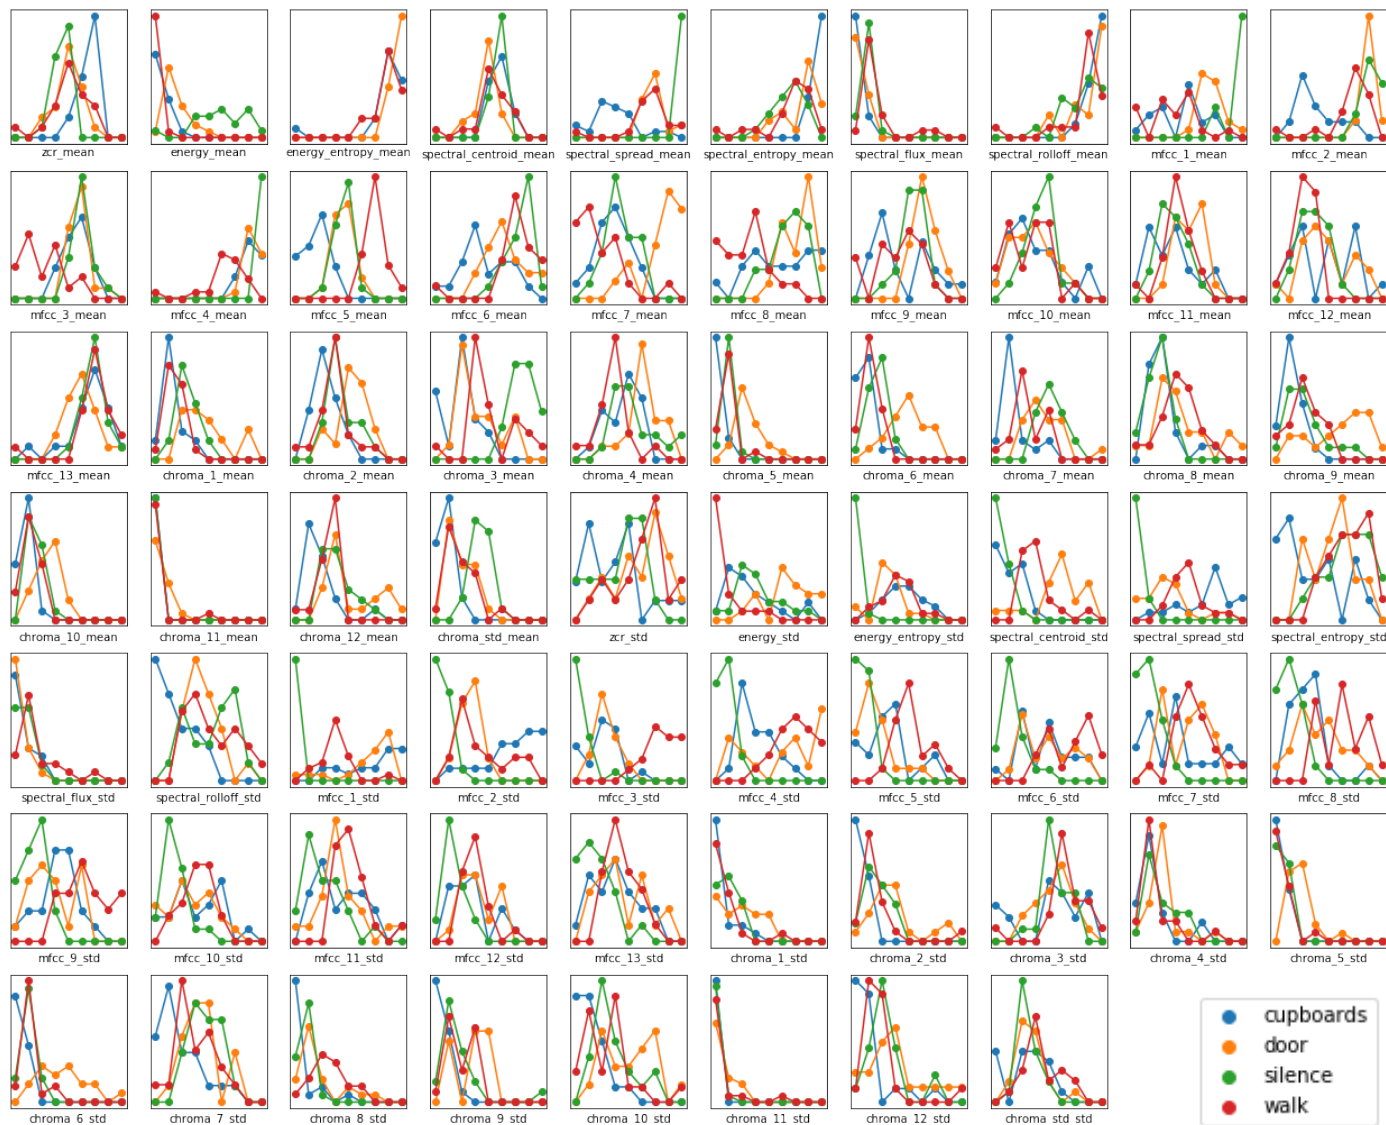 zcr_mean energy_mean energy_entropy_mean spectral_centroid_mean spectral_spread_mean spectral_entropy_mean spectral_flux_mean spectral_rolloff_mean mfcc_1_mean mfcc_2_mean
mfcc_3_mean mfcc_4_mean mfcc_5_mean mfcc_6_mean mfcc_7_mean mfcc_8_mean mfcc_9_mean mfcc_10_mean mfcc_11_mean mfcc_12_mean
mfcc_13_mean chroma_1_mean chroma_2_mean chroma_3_mean chroma_4_mean chroma_5_mean chroma_6_mean chroma_7_mean chroma_8_mean chroma_9_mean
chroma_10_mean chroma_11_mean chroma_12_mean chroma_std_mean zcr_std energy_std energy_entropy_std spectral_centroid_std spectral_spread_std spectral_entropy_std
spectral_flux_std spectral_rolloff_std mfcc_1_std mfcc_2_std mfcc_3_std mfcc_4_std mfcc_5_std mfcc_6_std mfcc_7_std mfcc_8_std
mfcc_9_std mfcc_10_std mfcc_11_std mfcc_12_std mfcc_13_std chroma_1_std chroma_2_std chroma_3_std chroma_4_std chroma_5_std
chroma_6_std chroma_7_std chroma_8_std chroma_9_std chroma_10_std chroma_11_std chroma_12_std chroma_std_std
cupboards
door
silence
walk